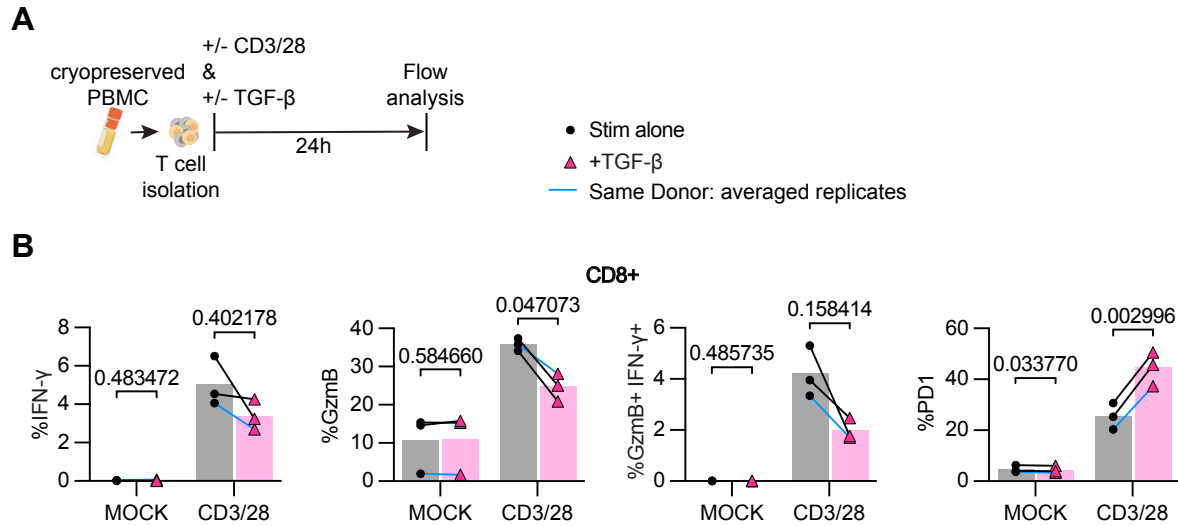 A
+/- CD3/28
cryopreserved & Flow
PBMC +/- TGF-β analysis
24h
T cell
isolation
Stim alone
+TGF-β
Same Donor: averaged replicates
B
CD8+
%IFN-γ
8
6
4
2
0
0.483472
0.402178
MOCK CD3/28
%GzmB
40
30
20
10
0
0.584660
0.047073
MOCK CD3/28
%GzmB+ IFN-γ+
6
4
2
0
0.485735
0.158414
MOCK CD3/28
%PD1
60
40
20
0
0.033770
0.002996
MOCK CD3/28